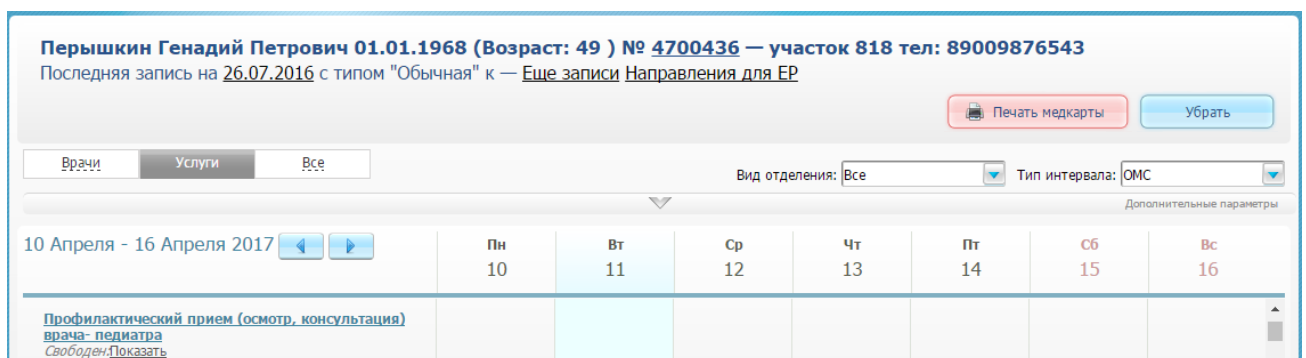 Перышкин Генадий Петрович 01.01.1968 (Возраст: 49 ) № 4700436 — участок 818 тел: 89009876543
Последняя запись на 26.07.2016 с типом "Обычная" к — Еще записи Направления для ЕР
Печать медкарты Убрать
Врачи Услуги Все
Вид отделения: Все Тип интервала: ОМС
Дополнительные параметры
10 Апреля - 16 Апреля 2017 Пн Вт Ср Чт Пт Сб Вс
10 11 12 13 14 15 16
Профилактический прием (осмотр, консультация)
врача- педиатра
Свободен:Показать